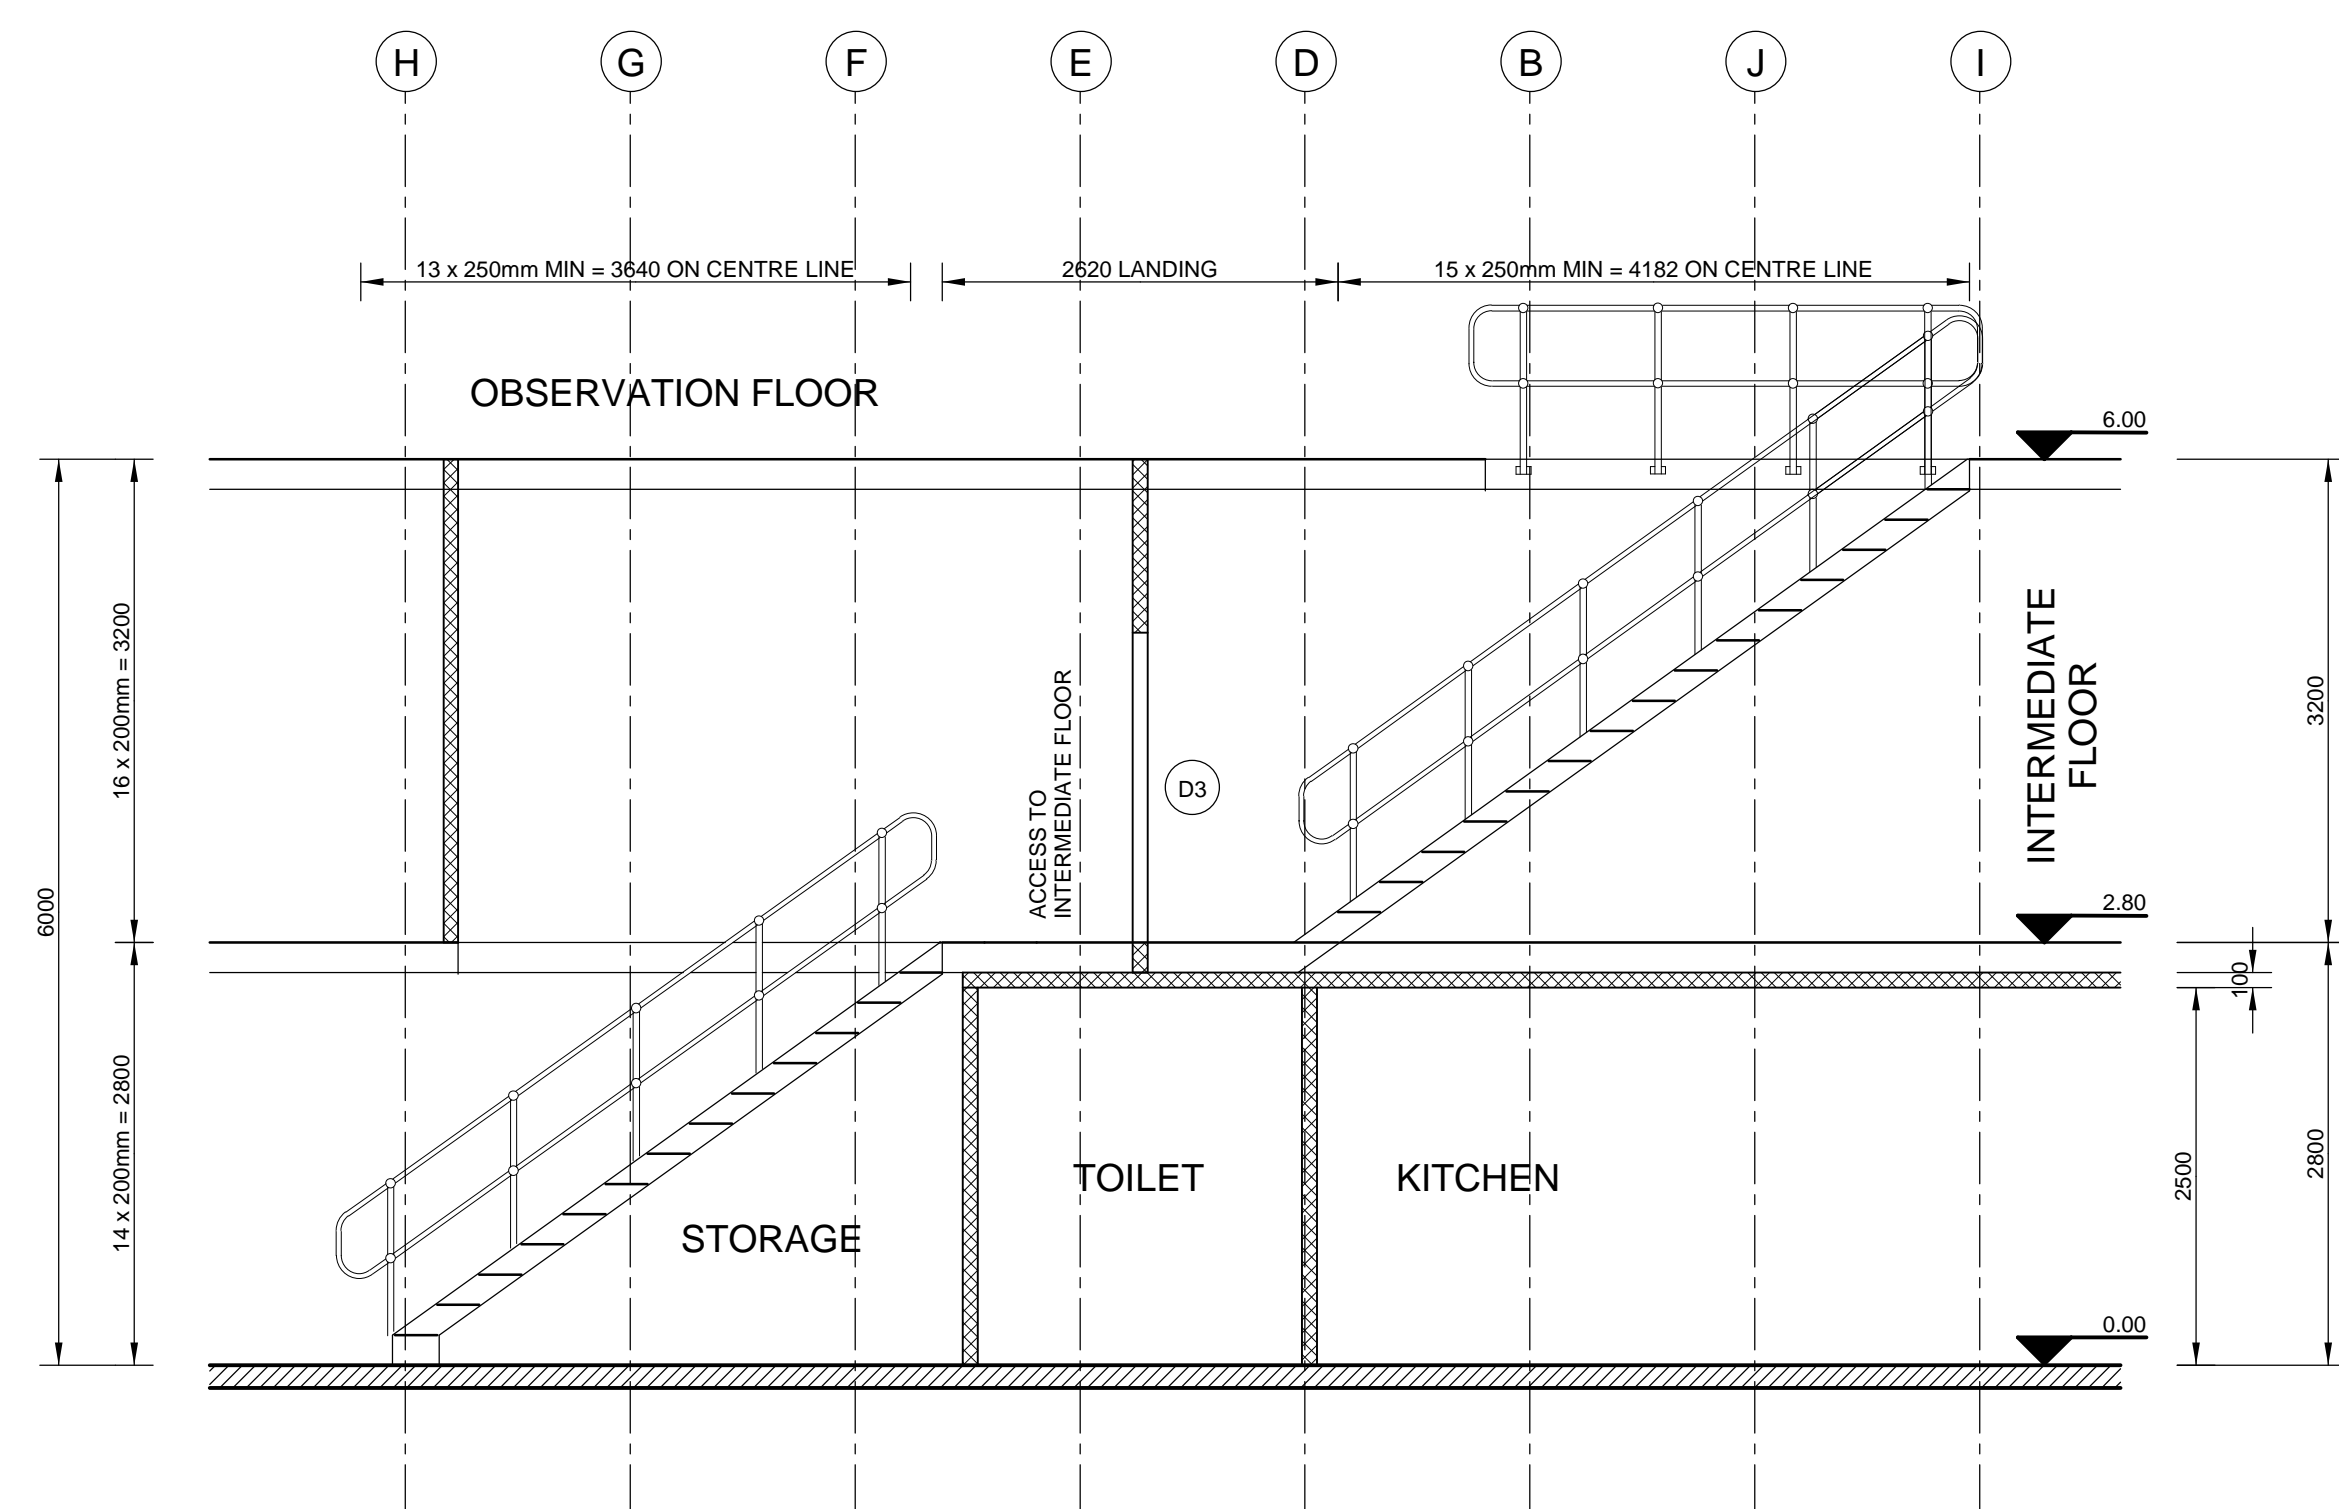 H G F E D B J I
13 x 250mm MIN = 3640 ON CENTRE LINE
2620 LANDING
15 x 250mm MIN = 4182 ON CENTRE LINE
OBSERVATION FLOOR
6.00
16 x 200mm = 3200
6000
14 x 200mm = 2800
ACCESS TO
INTERMEDIATE FLOOR
D3
INTERMEDIATE
FLOOR
3200
2.80
100
2500
2800
TOILET
KITCHEN
STORAGE
0.00